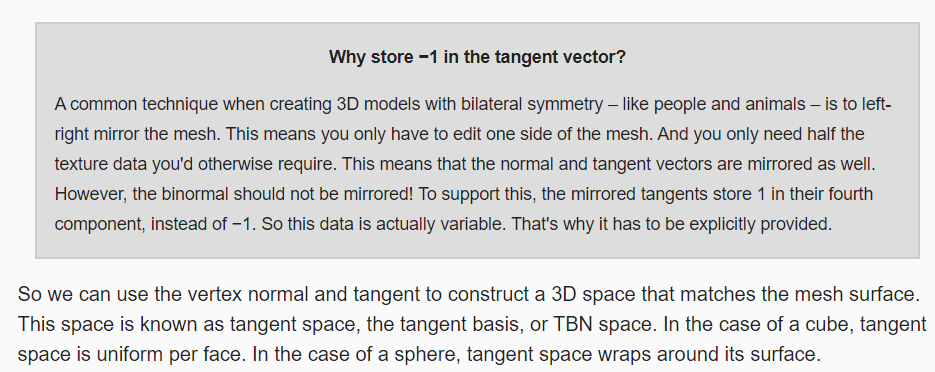 Why store −1 in the tangent vector?
A common technique when creating 3D models with bilateral symmetry – like people and animals – is to left-
right mirror the mesh. This means you only have to edit one side of the mesh. And you only need half the
texture data you'd otherwise require. This means that the normal and tangent vectors are mirrored as well.
However, the binormal should not be mirrored! To support this, the mirrored tangents store 1 in their fourth
component, instead of −1. So this data is actually variable. That's why it has to be explicitly provided.
So we can use the vertex normal and tangent to construct a 3D space that matches the mesh surface.
This space is known as tangent space, the tangent basis, or TBN space. In the case of a cube, tangent
space is uniform per face. In the case of a sphere, tangent space wraps around its surface.